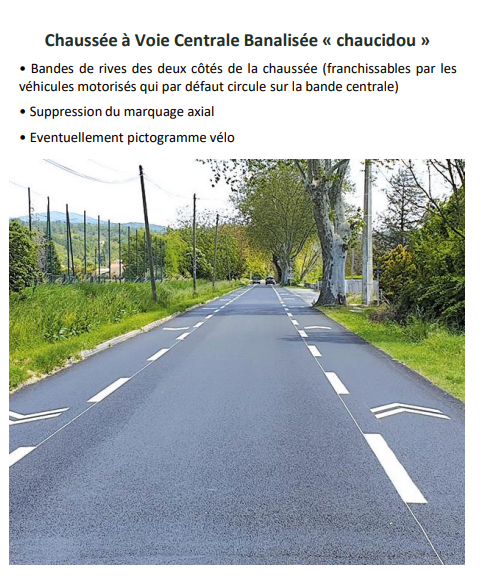 Chaussée à Voie Centrale Banalisée « chaucidou »
• Bandes de rives des deux côtés de la chaussée (franchissables par les
véhicules motorisés qui par défaut circule sur la bande centrale)
• Suppression du marquage axial
• Eventuellement pictogramme vélo